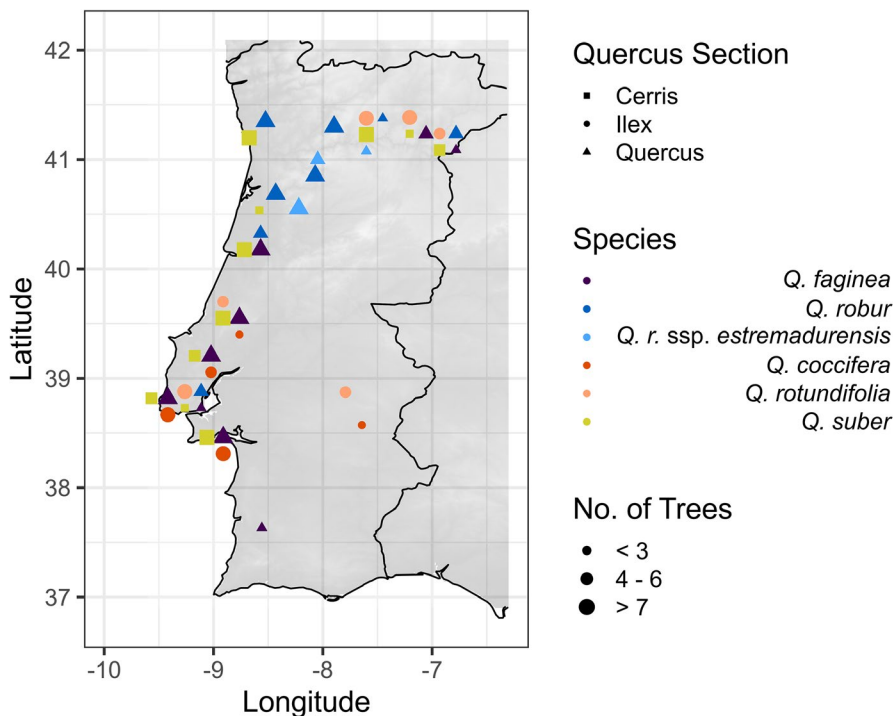 42
41
40
39
38
37
Latitude
-10
-9
-8
-7
Longitude
Quercus Section
Cerris
Ilex
Quercus
Species
Q. faginea
Q. robur
Q. r. ssp. estremadurensis
Q. coccifera
Q. rotundifolia
Q. suber
No. of Trees
< 3
4 - 6
> 7